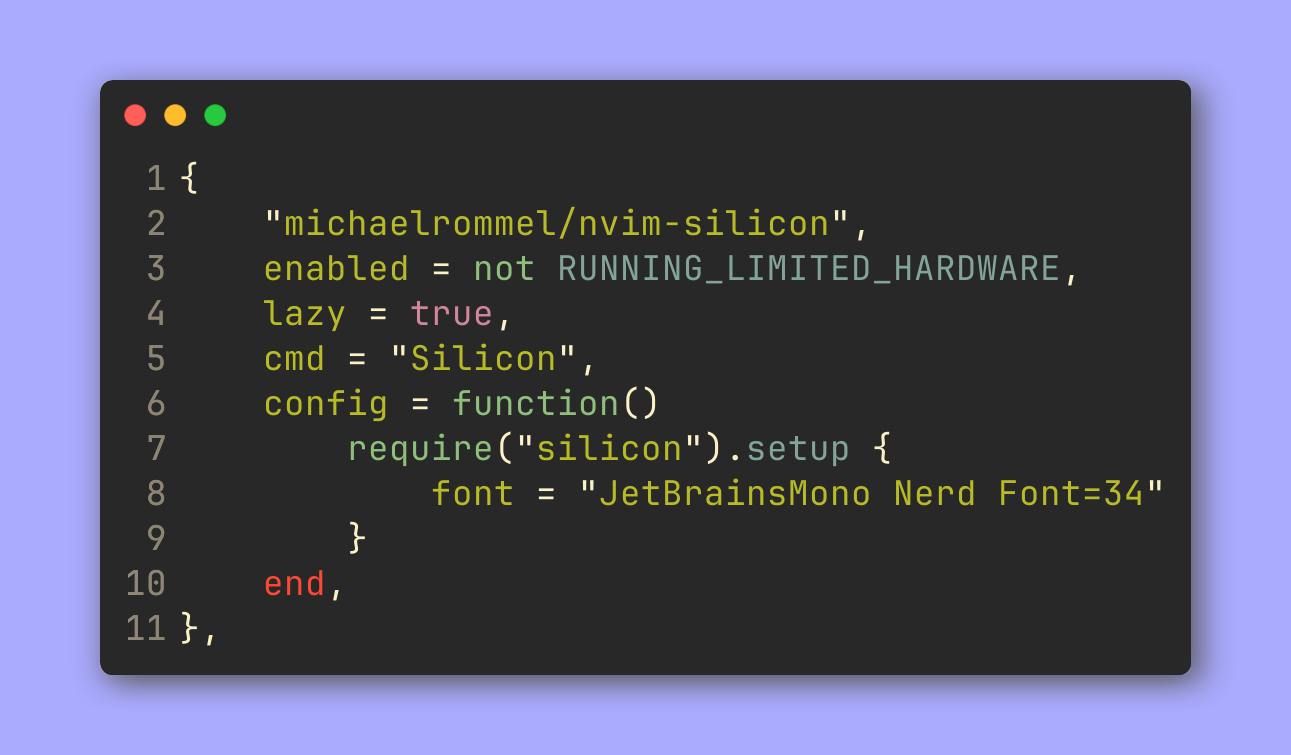 1 {
2     "michaelrommel/nvim-silicon",
3     enabled = not RUNNING_LIMITED_HARDWARE,
4     lazy = true,
5     cmd = "Silicon",
6     config = function()
7         require("silicon").setup {
8             font = "JetBrainsMono Nerd Font=34"
9         }
10     end,
11 },